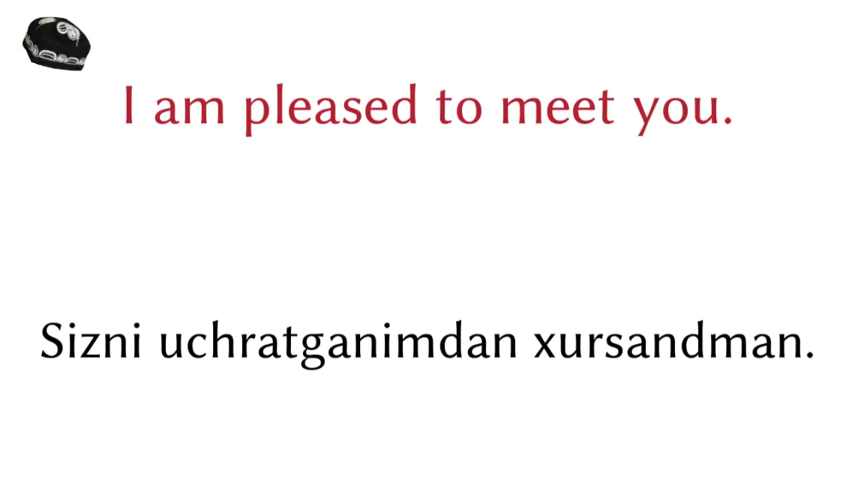 I am pleased to meet you.
Sizni uchratganimdan xursandman.